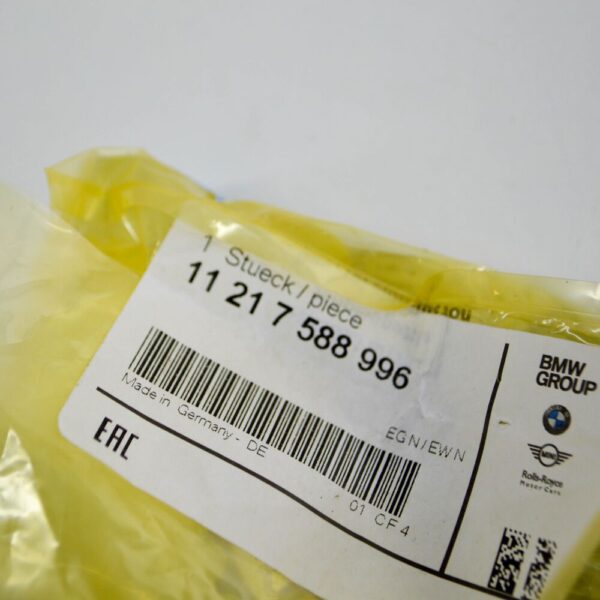 1 Stueck / piece
11 21 7 588 996
Made in Germany - DE
EGN/EWN
01 CF4
EAC
BMW
GROUP
MINI
Rolls-Royce
Motor Cars